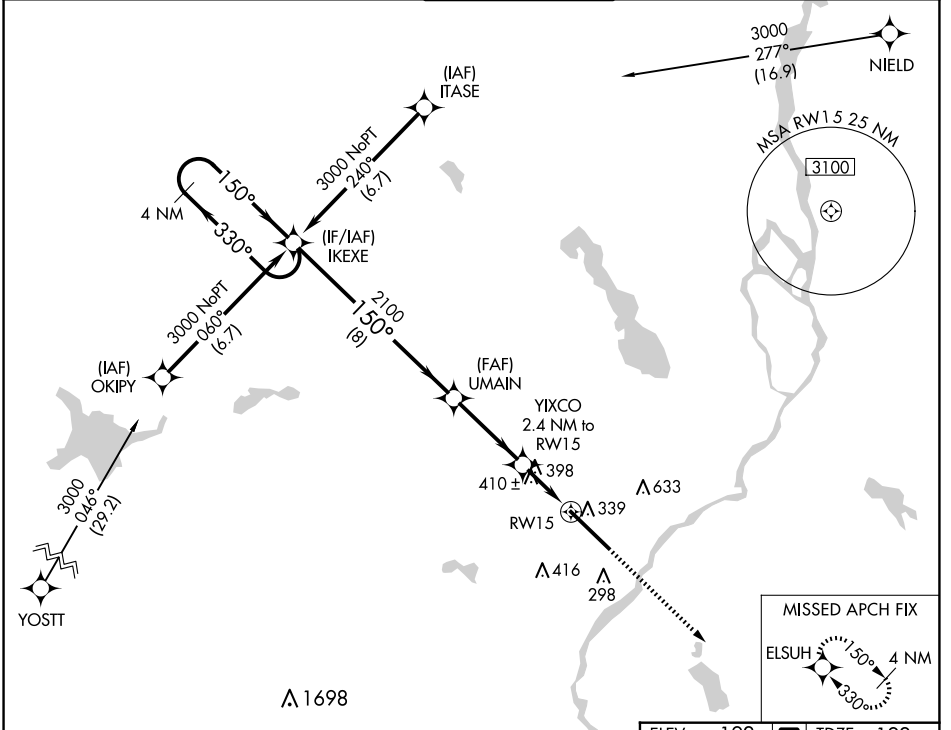 3000
277°
(16.9)
NIELD
(IAF)
ITASE
MSA RW15 25 NM
3100
3000 NoPT
240°
(6.7)
150°
4 NM
330°
(IF/IAF)
IKEXE
2100
150°
(8)
3000 NoPT
060°
(6.7)
(IAF)
OKIPY
(FAF)
UMAIN
YIXCO
2.4 NM to
RW15
398
410 ±
633
339
RW15
3000
046°
(29.2)
416
298
YOSTT
MISSED APCH FIX
ELSUH
150°
4 NM
330°
1698